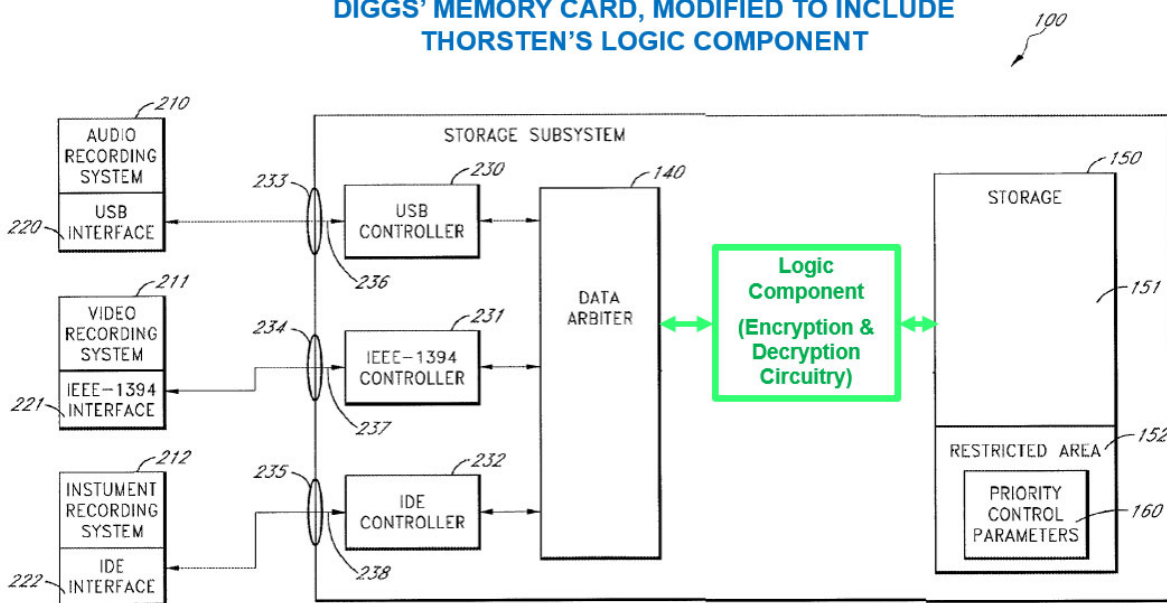 DIGGS’ MEMORY CARD, MODIFIED TO INCLUDE
THORSTEN’S LOGIC COMPONENT
100
210
AUDIO
RECORDING
SYSTEM
220
USB
INTERFACE
211
VIDEO
RECORDING
SYSTEM
221
IEEE-1394
INTERFACE
212
INSTUMENT
RECORDING
SYSTEM
222
IDE
INTERFACE
STORAGE SUBSYSTEM
233
236
230
USB
CONTROLLER
234
237
231
IEEE-1394
CONTROLLER
235
238
232
IDE
CONTROLLER
140
DATA
ARBITER
Logic
Component
(Encryption &
Decryption
Circuitry)
150
STORAGE
151
152
RESTRICTED AREA
PRIORITY
CONTROL
PARAMETERS
160